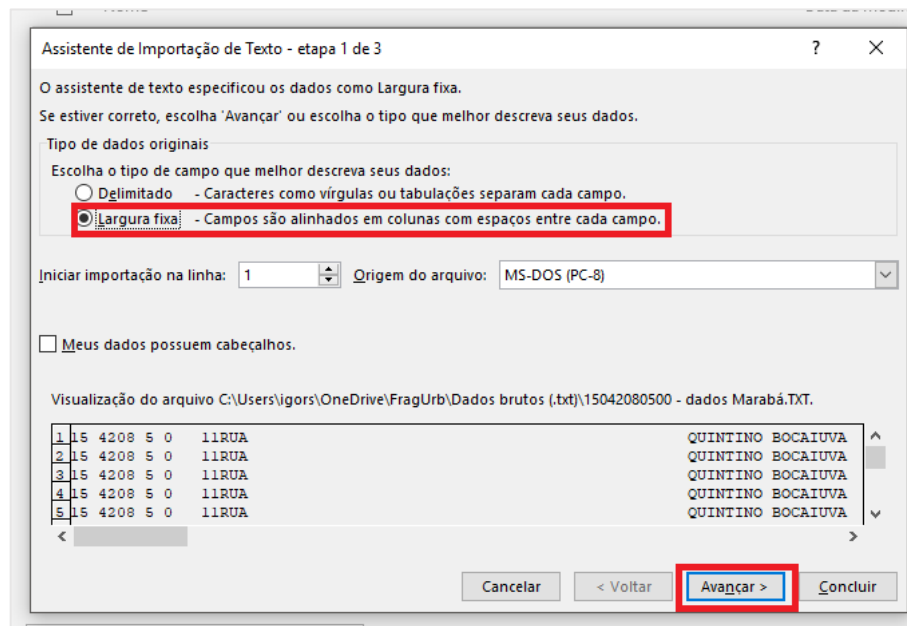 Assistente de Importação de Texto - etapa 1 de 3 ?
O assistente de texto especificou os dados como Largura fixa.
Se estiver correto, escolha 'Avançar' ou escolha o tipo que melhor descreva seus dados.
Tipo de dados originais
Escolha o tipo de campo que melhor descreva seus dados:
Delimitado - Caracteres como vírgulas ou tabulações separam cada campo.
Largura fixa - Campos são alinhados em colunas com espaços entre cada campo.
Iniciar importação na linha: 1 Origem do arquivo: MS-DOS (PC-8)
Meus dados possuem cabeçalhos.
Visualização do arquivo C:\Users\igors\OneDrive\FragUrb\Dados brutos (.txt)\15042080500 - dados Marabá.TXT.
1 15 4208 5 0 11RUA QUINTINO BOCAIUVA
2 15 4208 5 0 11RUA QUINTINO BOCAIUVA
3 15 4208 5 0 11RUA QUINTINO BOCAIUVA
4 15 4208 5 0 11RUA QUINTINO BOCAIUVA
5 15 4208 5 0 11RUA QUINTINO BOCAIUVA
Cancelar < Voltar Avançar > Concluir